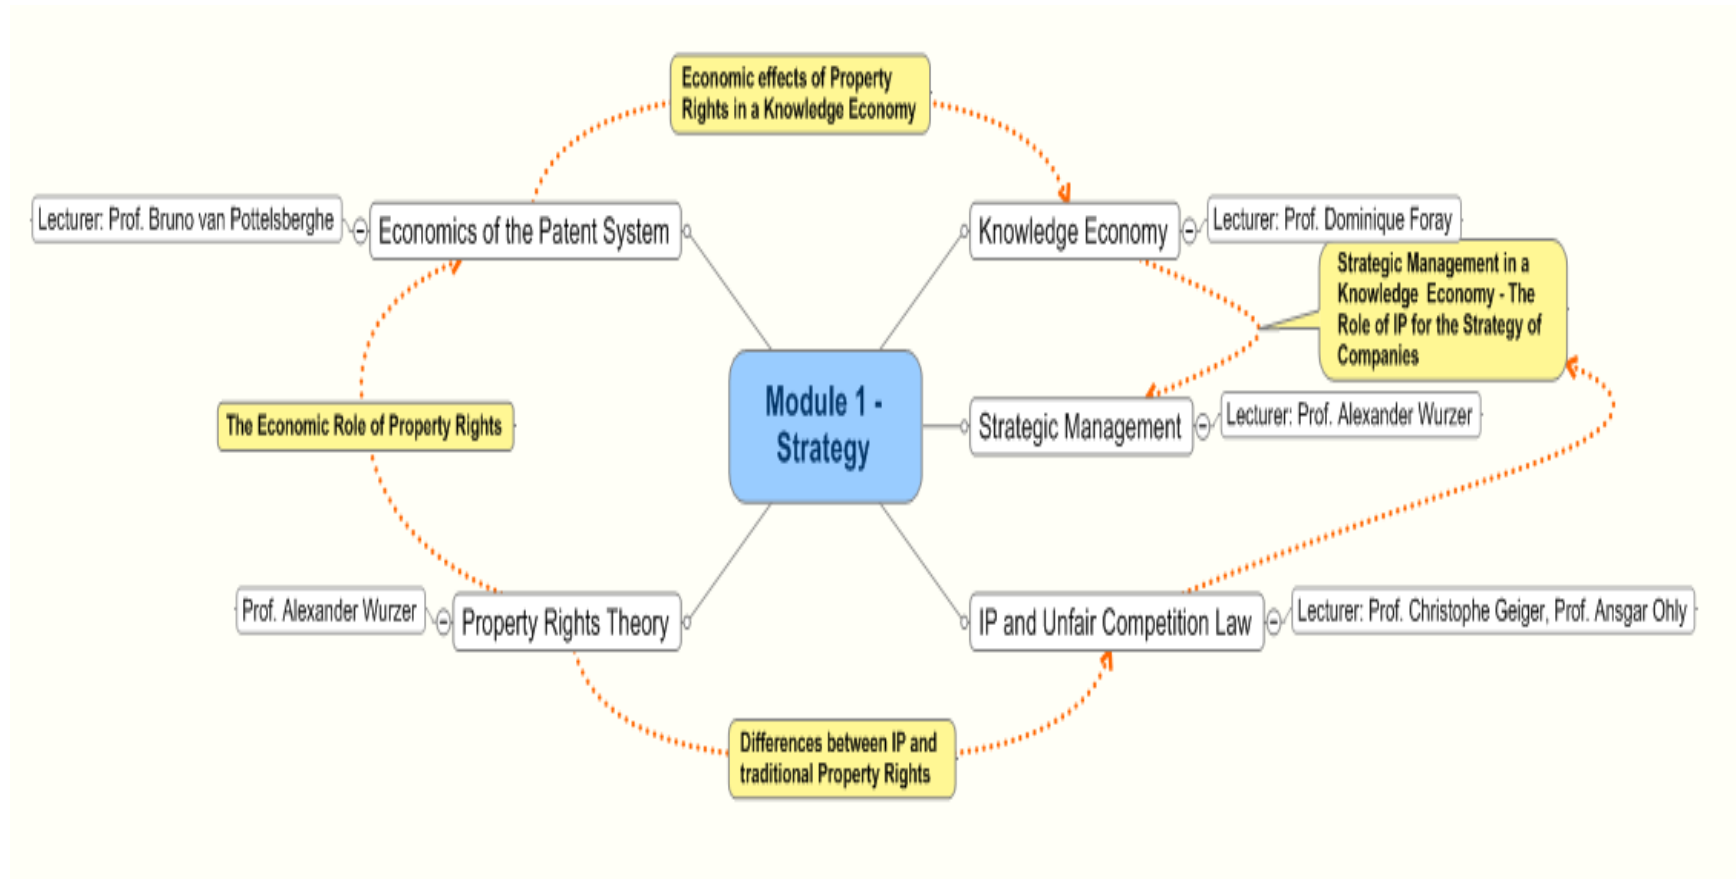 Economic effects of Property
Rights in a Knowledge Economy
Lecturer: Prof. Bruno van Pottelsberghe
Economics of the Patent System
Knowledge Economy
Lecturer: Prof. Dominique Foray
Strategic Management in a
Knowledge Economy - The
Role of IP for the Strategy of
Companies
The Economic Role of Property Rights
Module 1 -
Strategy
Strategic Management
Lecturer: Prof. Alexander Wurzer
Prof. Alexander Wurzer
Property Rights Theory
IP and Unfair Competition Law
Lecturer: Prof. Christophe Geiger, Prof. Ansgar Ohly
Differences between IP and
traditional Property Rights